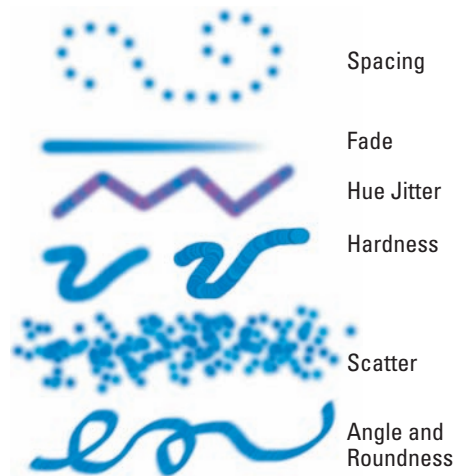 Spacing
Fade
Hue Jitter
Hardness
Scatter
Angle and
Roundness